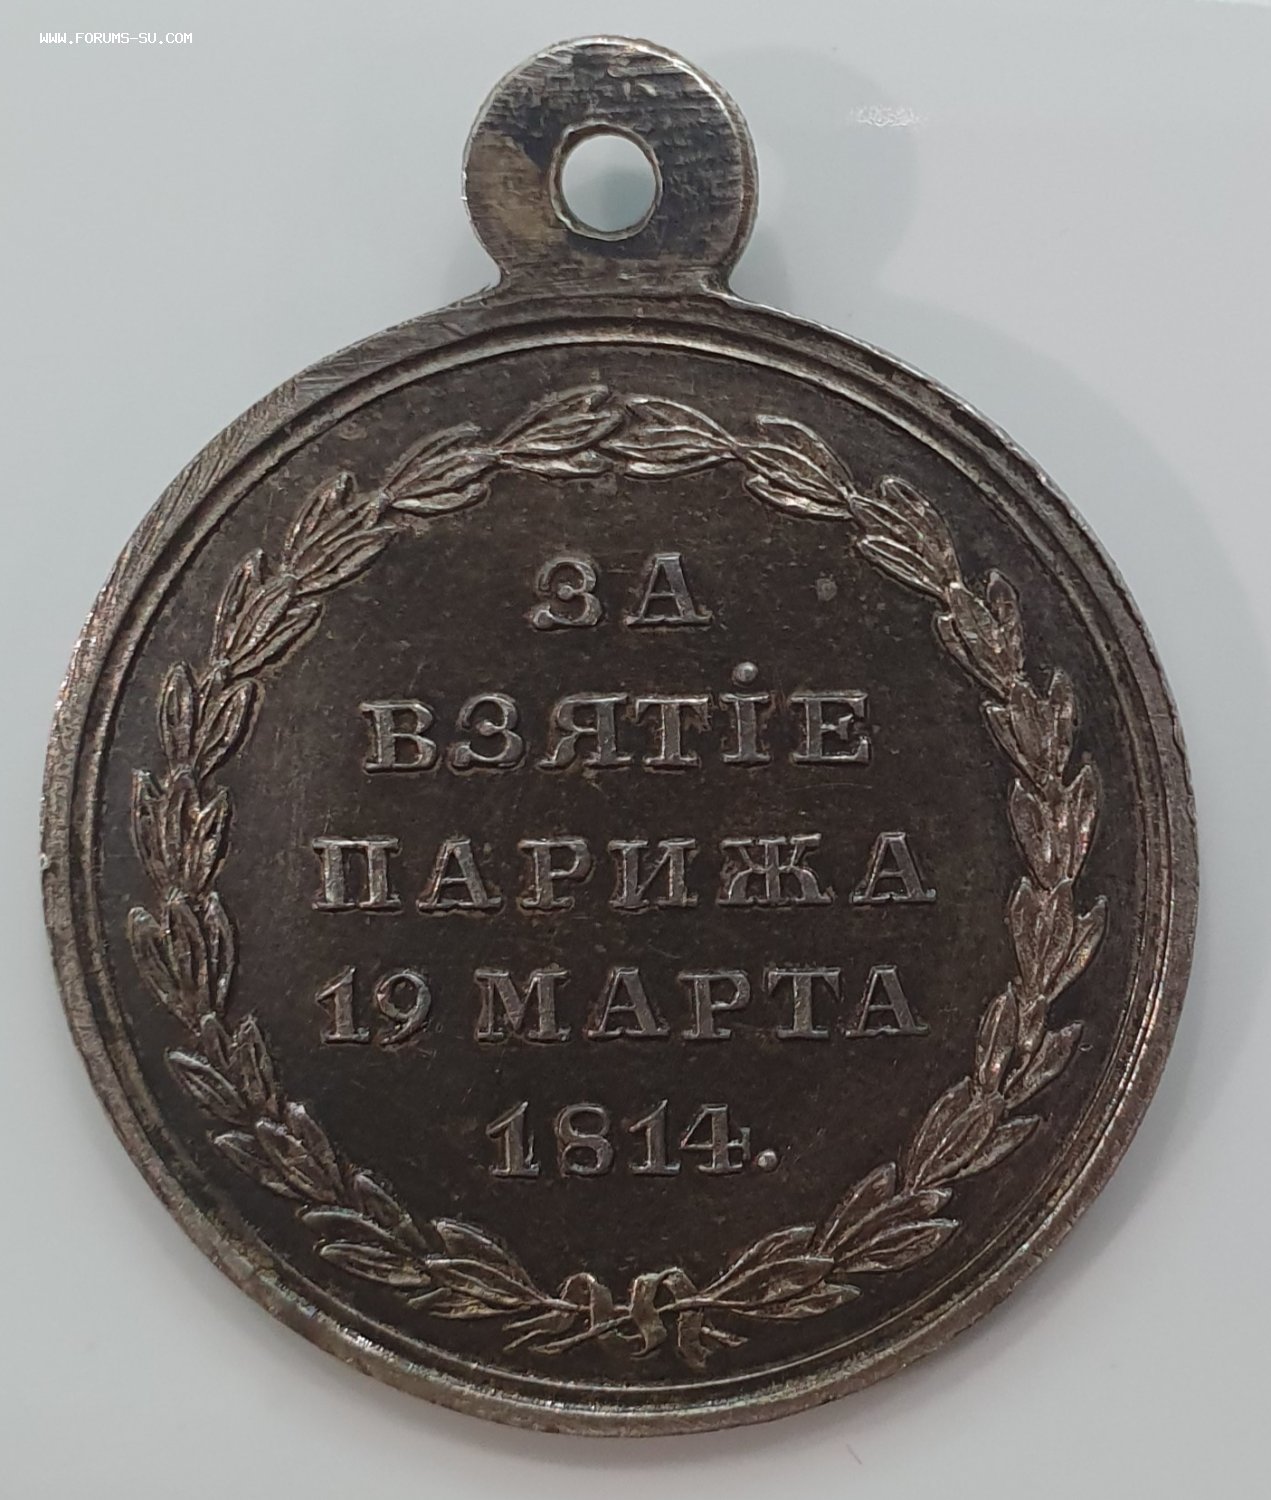 WWW.FORUMS-SU.COM
ЗА
ВЗЯТІЕ
ПАРИЖА
19 МАРТА
1814.